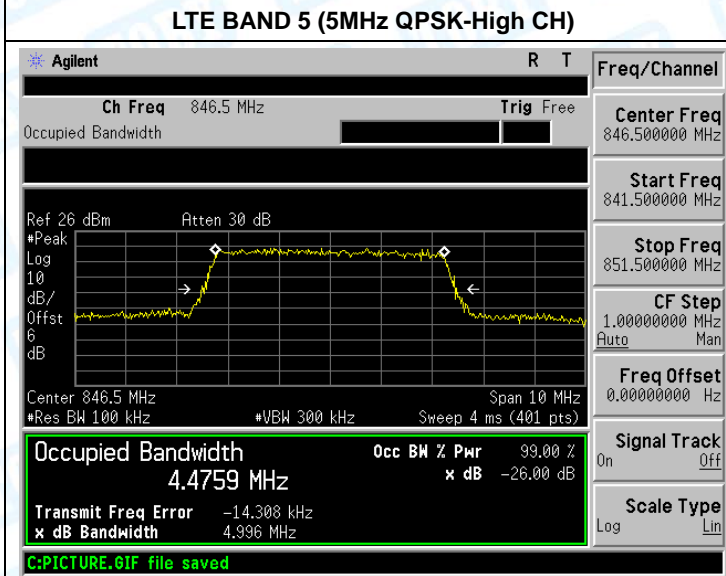 LTE BAND 5 (5MHz QPSK-High CH)
Agilent R T
Freq/Channel
Ch Freq 846.5 MHz Trig Free
Occupied Bandwidth
Center Freq
846.500000 MHz
Start Freq
841.500000 MHz
Stop Freq
851.500000 MHz
CF Step
1.00000000 MHz
Auto Man
Freq Offset
0.00000000 Hz
Signal Track
On Off
Scale Type
Log Lin
Ref 26 dBm Atten 30 dB
#Peak
Log
10
dB/
Offst
6
dB
Center 846.5 MHz Span 10 MHz
#Res BW 100 kHz #VBW 300 kHz Sweep 4 ms (401 pts)
Occupied Bandwidth Occ BW % Pwr 99.00 %
4.4759 MHz x dB -26.00 dB
Transmit Freq Error -14.308 kHz
x dB Bandwidth 4.996 MHz
C:PICTURE.GIF file saved